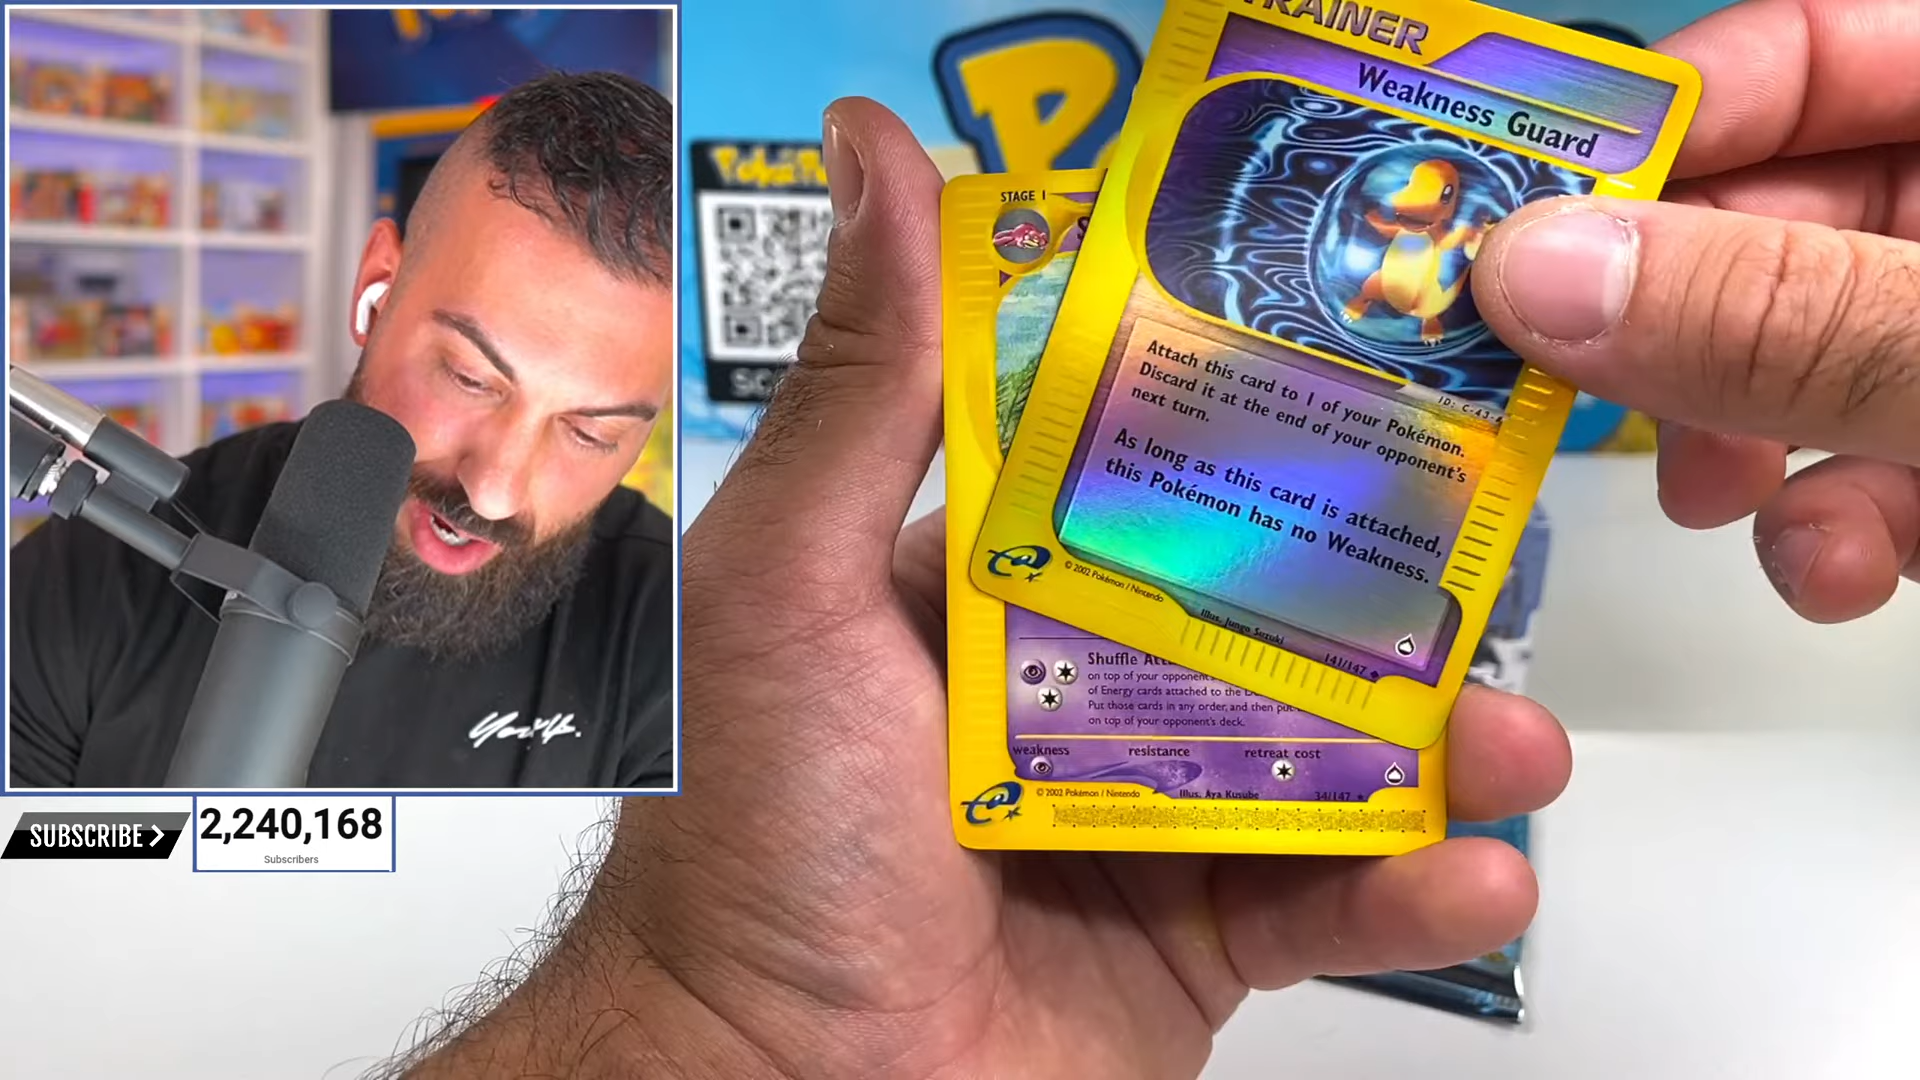 TRAINER
Weakness Guard
STAGE 1
Attach this card to 1 of your Pokémon.
Discard it at the end of your opponent's
next turn.
As long as this card is attached,
this Pokémon has no Weakness.
© 2002 Pokémon / Nintendo
Illus. Jungo Suzuki
141/147
Shuffle
on top of your opponent
of Energy cards attached to the
Put those cards in any order, and then put
on top of your opponent's deck.
weakness resistance retreat cost
© 2002 Pokémon / Nintendo Illus. Aya Kusube 34/147
SUBSCRIBE >
2,240,168
Subscribers